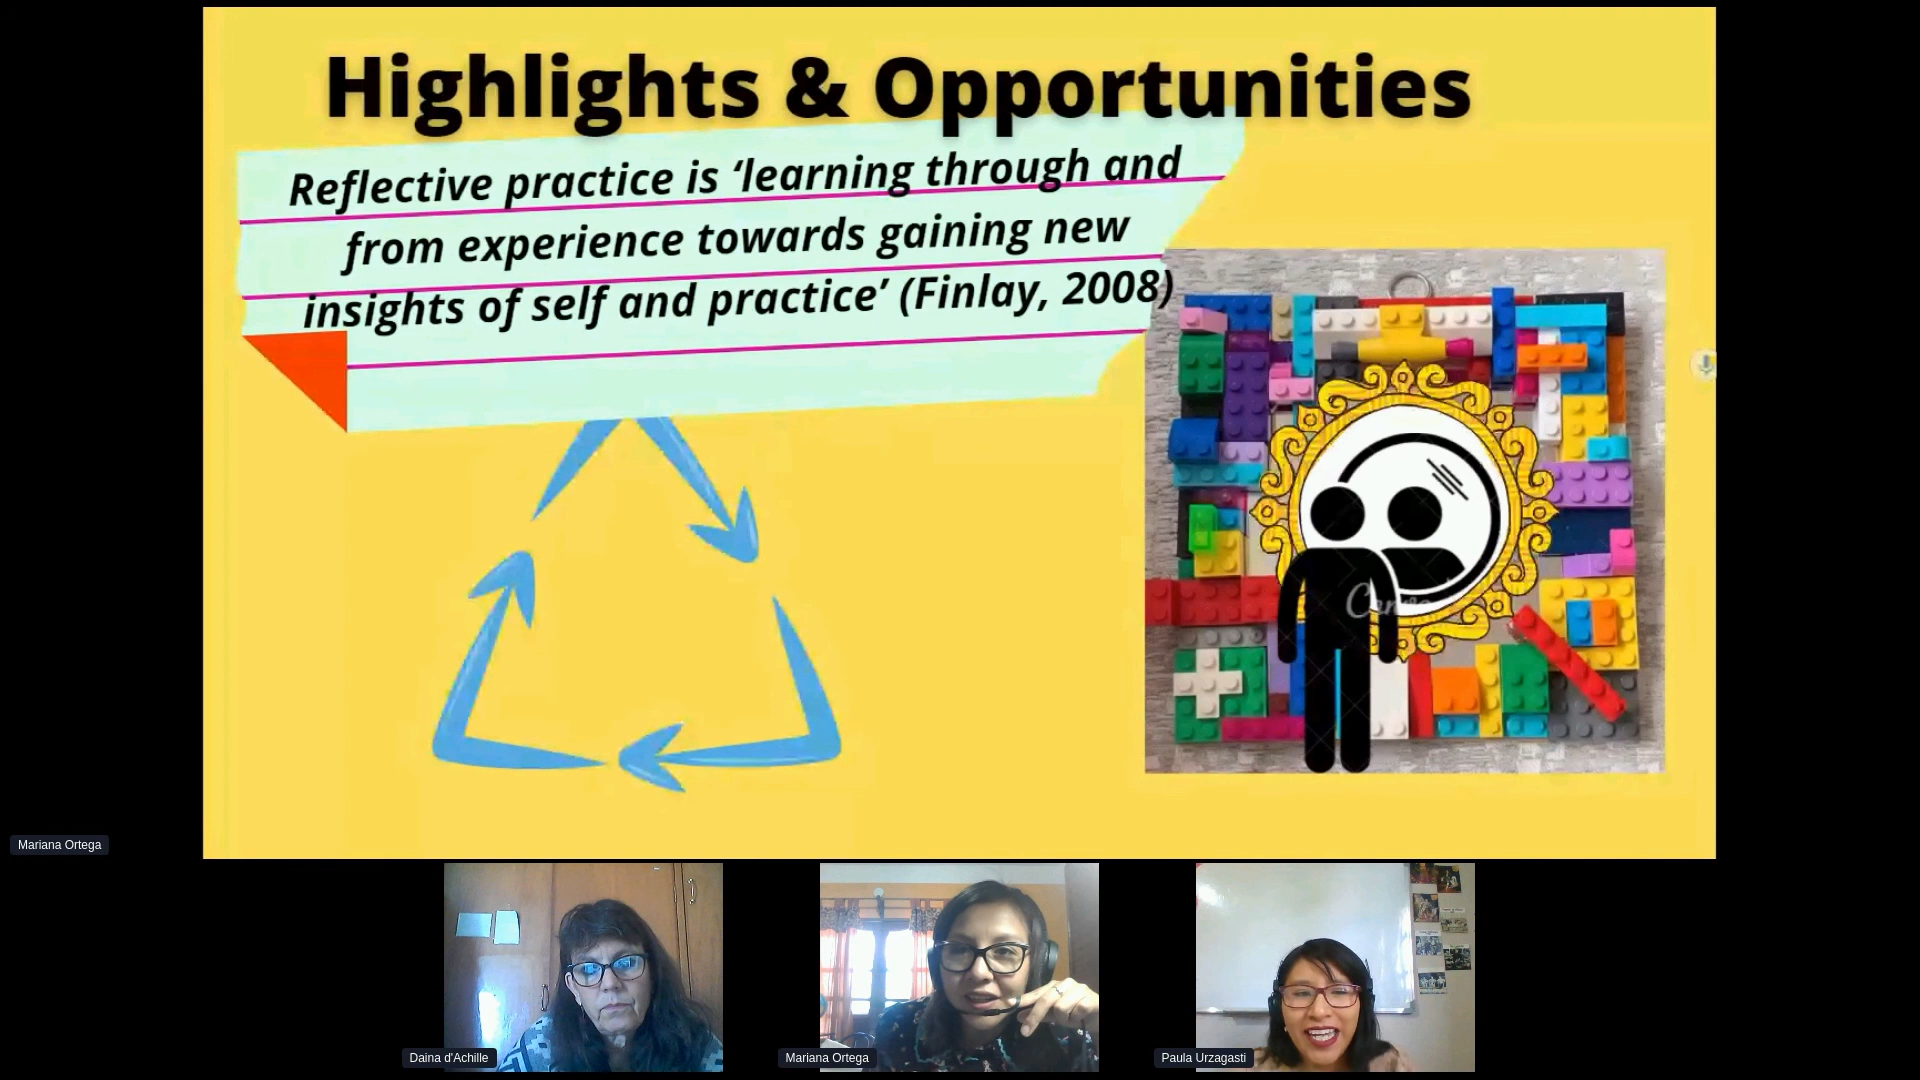 Highlights & Opportunities
Reflective practice is ‘learning through and
from experience towards gaining new
insights of self and practice’ (Finlay, 2008)
Canva
Mariana Ortega
Daina d'Achille
Mariana Ortega
Paula Urzagasti